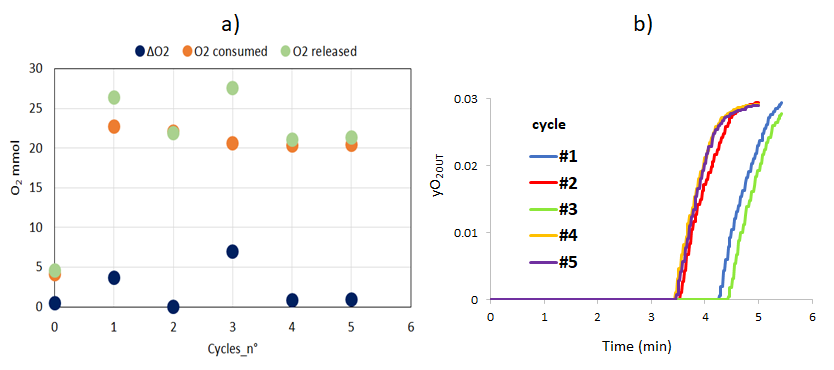 a)
ΔO2 O2 consumed O2 released
30
25
20
15
10
5
0
O2 mmol
0 1 2 3 4 5 6
Cycles_n°
b)
0.03
0.02
0.01
0
yO2OUT
cycle
#1
#2
#3
#4
#5
0 1 2 3 4 5 6
Time (min)